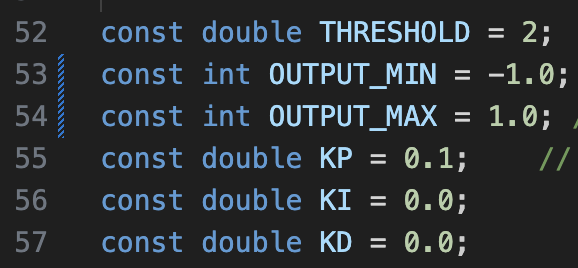 52 const double THRESHOLD = 2;
53 const int OUTPUT_MIN = -1.0;
54 const int OUTPUT_MAX = 1.0; /
55 const double KP = 0.1; //
56 const double KI = 0.0;
57 const double KD = 0.0;